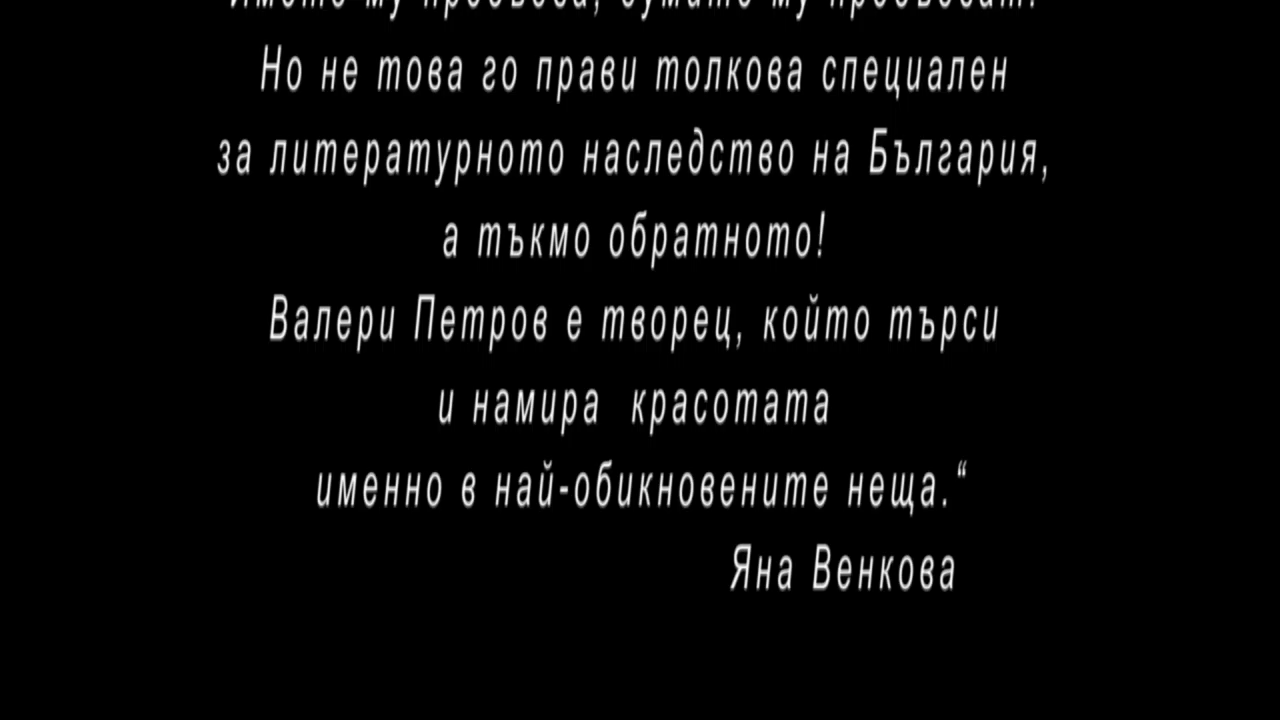 Но не това го прави толкова специален
за литературното наследство на България,
а тъкмо обратното!
Валери Петров е творец, който търси
и намира красотата
именно в най-обикновените неща.“
Яна Венкова